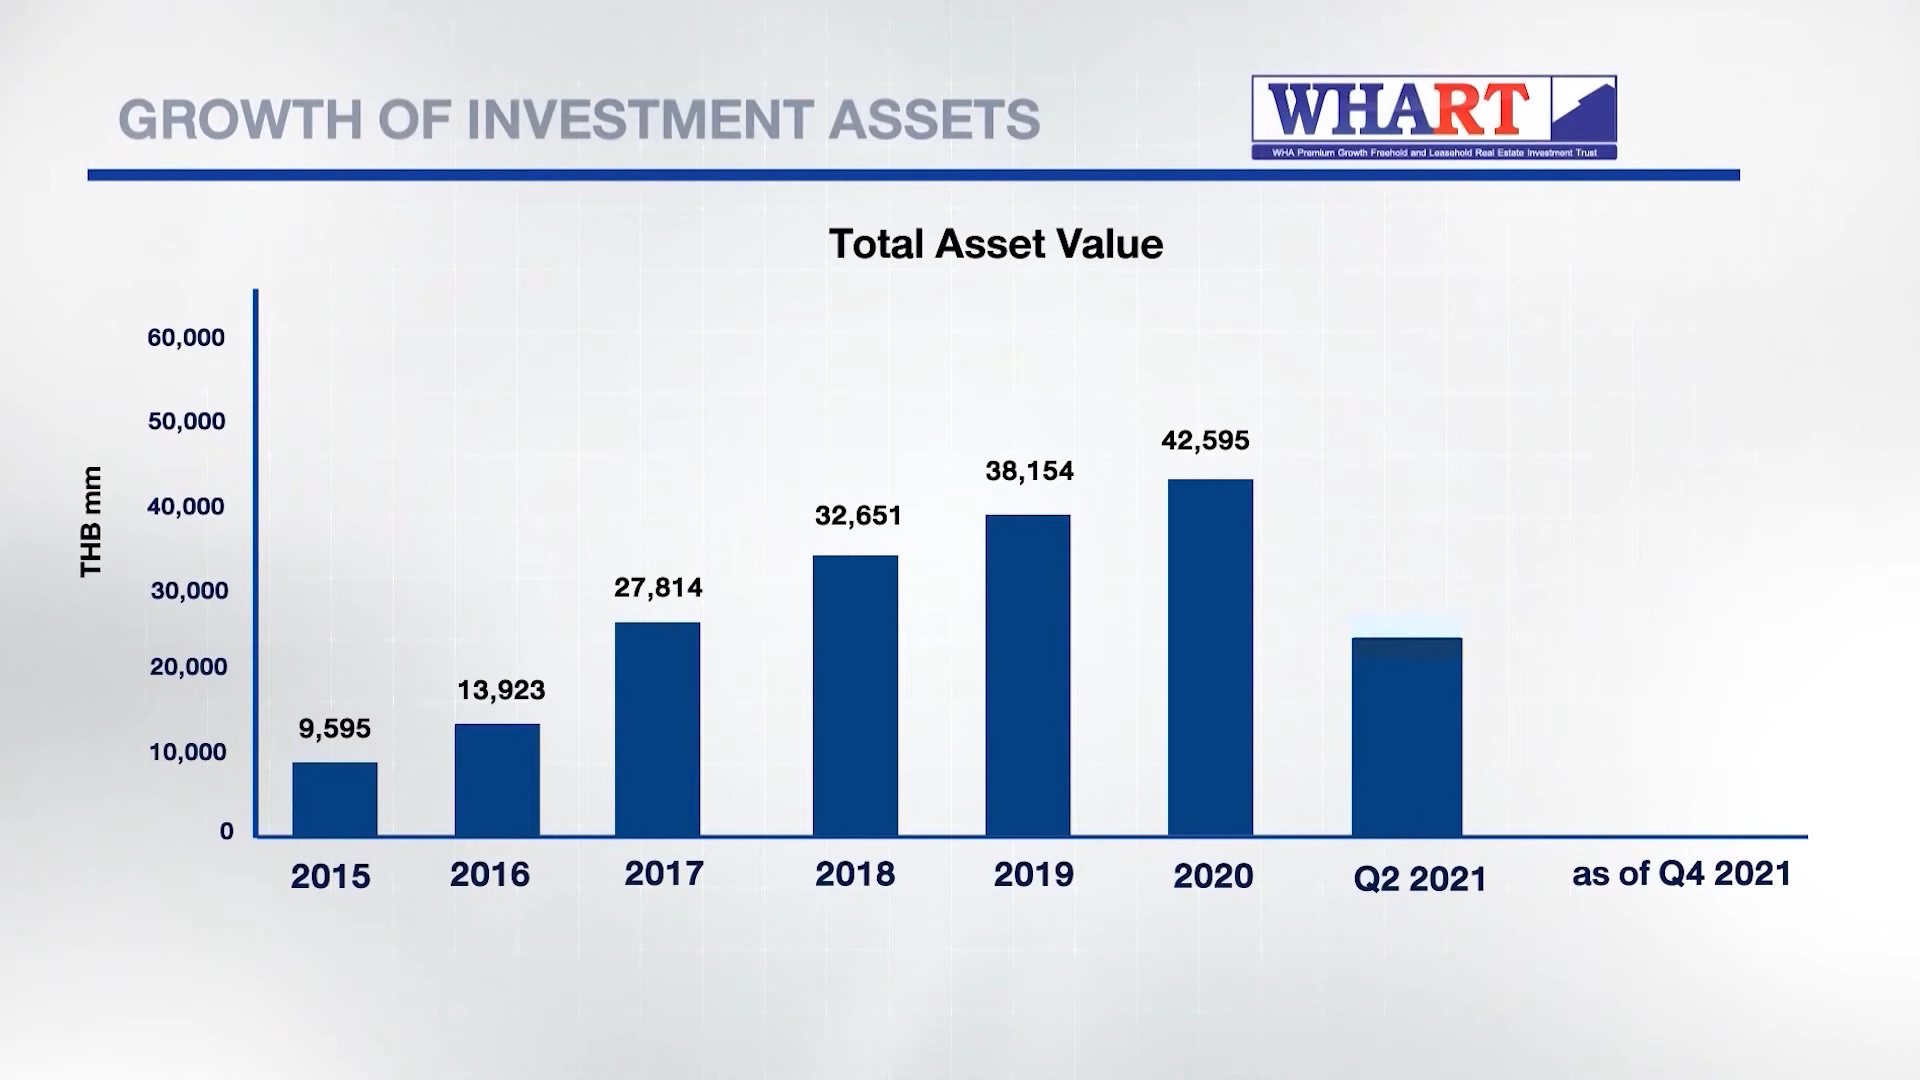 GROWTH OF INVESTMENT ASSETS
WHART
WHA Premium Growth Freehold and Leasehold Real Estate Investment Trust
Total Asset Value
THB mm
60,000
50,000
40,000
30,000
20,000
10,000
0
9,595
13,923
27,814
32,651
38,154
42,595
2015
2016
2017
2018
2019
2020
Q2 2021
as of Q4 2021